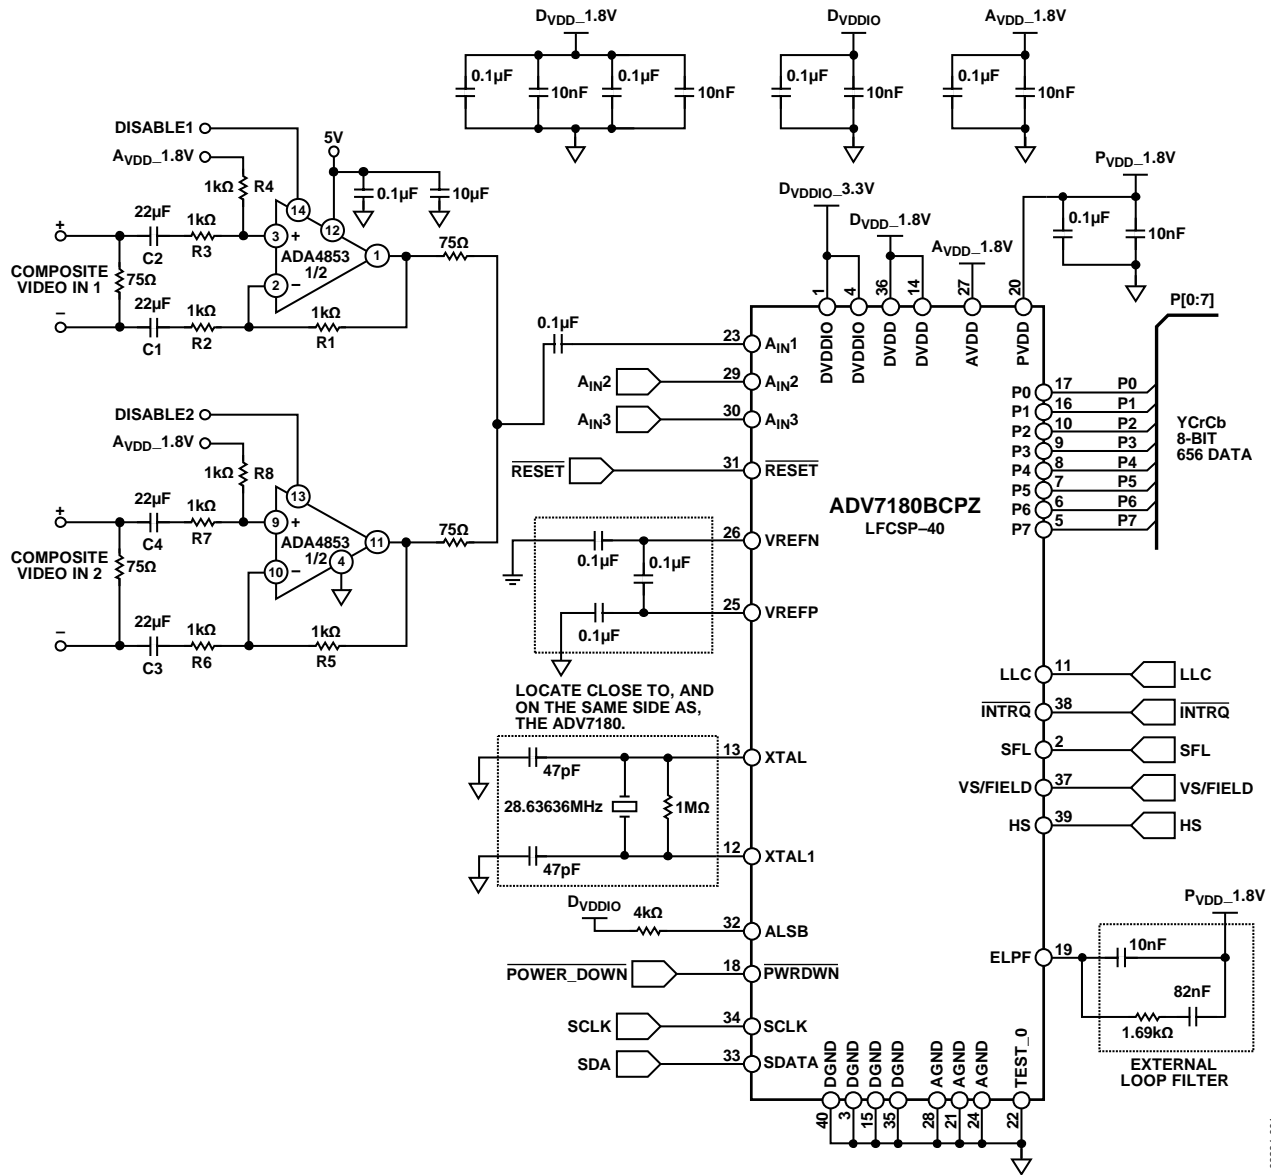 DVDD_1.8V
0.1µF
10nF
0.1µF
10nF
DVDDIO
0.1µF
10nF
AVDD_1.8V
0.1µF
10nF
DISABLE1
AVDD_1.8V
1kΩ R4
5V
0.1µF
10µF
14
12
+
22µF
C2
1kΩ
R3
3
+
ADA4853
1/2
1
2
−
75Ω
COMPOSITE
VIDEO IN 1
75Ω
−
22µF
C1
1kΩ
R2
1kΩ
R1
DISABLE2
AVDD_1.8V
1kΩ R8
13
+
22µF
C4
1kΩ
R7
9
+
ADA4853
1/2
4
11
10
−
75Ω
COMPOSITE
VIDEO IN 2
75Ω
−
22µF
C3
1kΩ
R6
1kΩ
R5
0.1µF
DVDDIO_3.3V
DVDD_1.8V
AVDD_1.8V
PVDD_1.8V
0.1µF
10nF
1
4
36
14
27
20
DVDDIO
DVDDIO
DVDD
DVDD
AVDD
PVDD
23 AIN1
AIN2 29 AIN2
AIN3 30 AIN3
RESET 31 RESET
ADV7180BCPZ
LFCSP–40
26 VREFN
0.1µF
0.1µF
25 VREFP
0.1µF
LOCATE CLOSE TO, AND
ON THE SAME SIDE AS,
THE ADV7180.
13 XTAL
47pF
28.63636MHz
1MΩ
12 XTAL1
47pF
DVDDIO
4kΩ
32 ALSB
POWER_DOWN 18 PWRDWN
SCLK 34 SCLK
SDA 33 SDATA
P[0:7]
P0 17 P0
P1 16 P1
P2 10 P2
P3 9 P3
P4 8 P4
P5 7 P5
P6 6 P6
P7 5 P7
YCrCb
8-BIT
656 DATA
LLC 11 LLC
INTRQ 38 INTRQ
SFL 2 SFL
VS/FIELD 37 VS/FIELD
HS 39 HS
PVDD_1.8V
ELPF 19
10nF
82nF
1.69kΩ
EXTERNAL
LOOP FILTER
DGND
DGND
DGND
DGND
AGND
AGND
AGND
TEST_0
40
3
15
35
28
21
24
22